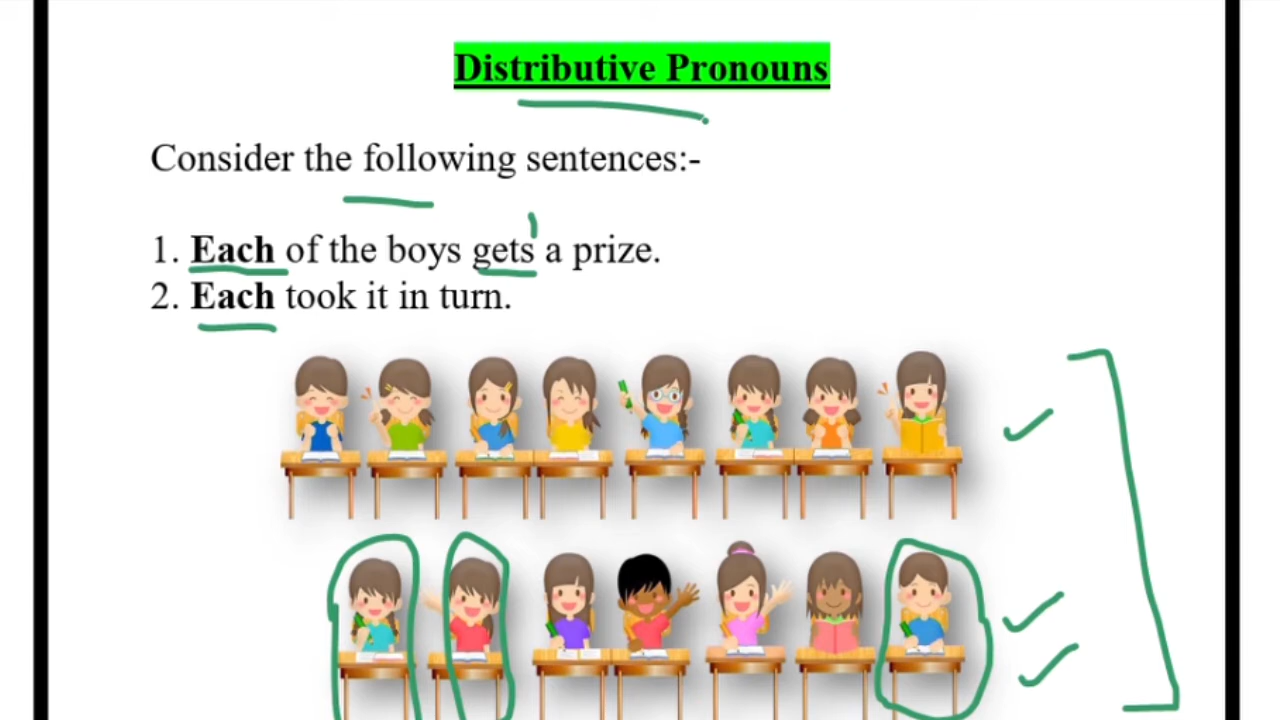 Distributive Pronouns
Consider the following sentences:-
1. Each of the boys gets a prize.
2. Each took it in turn.